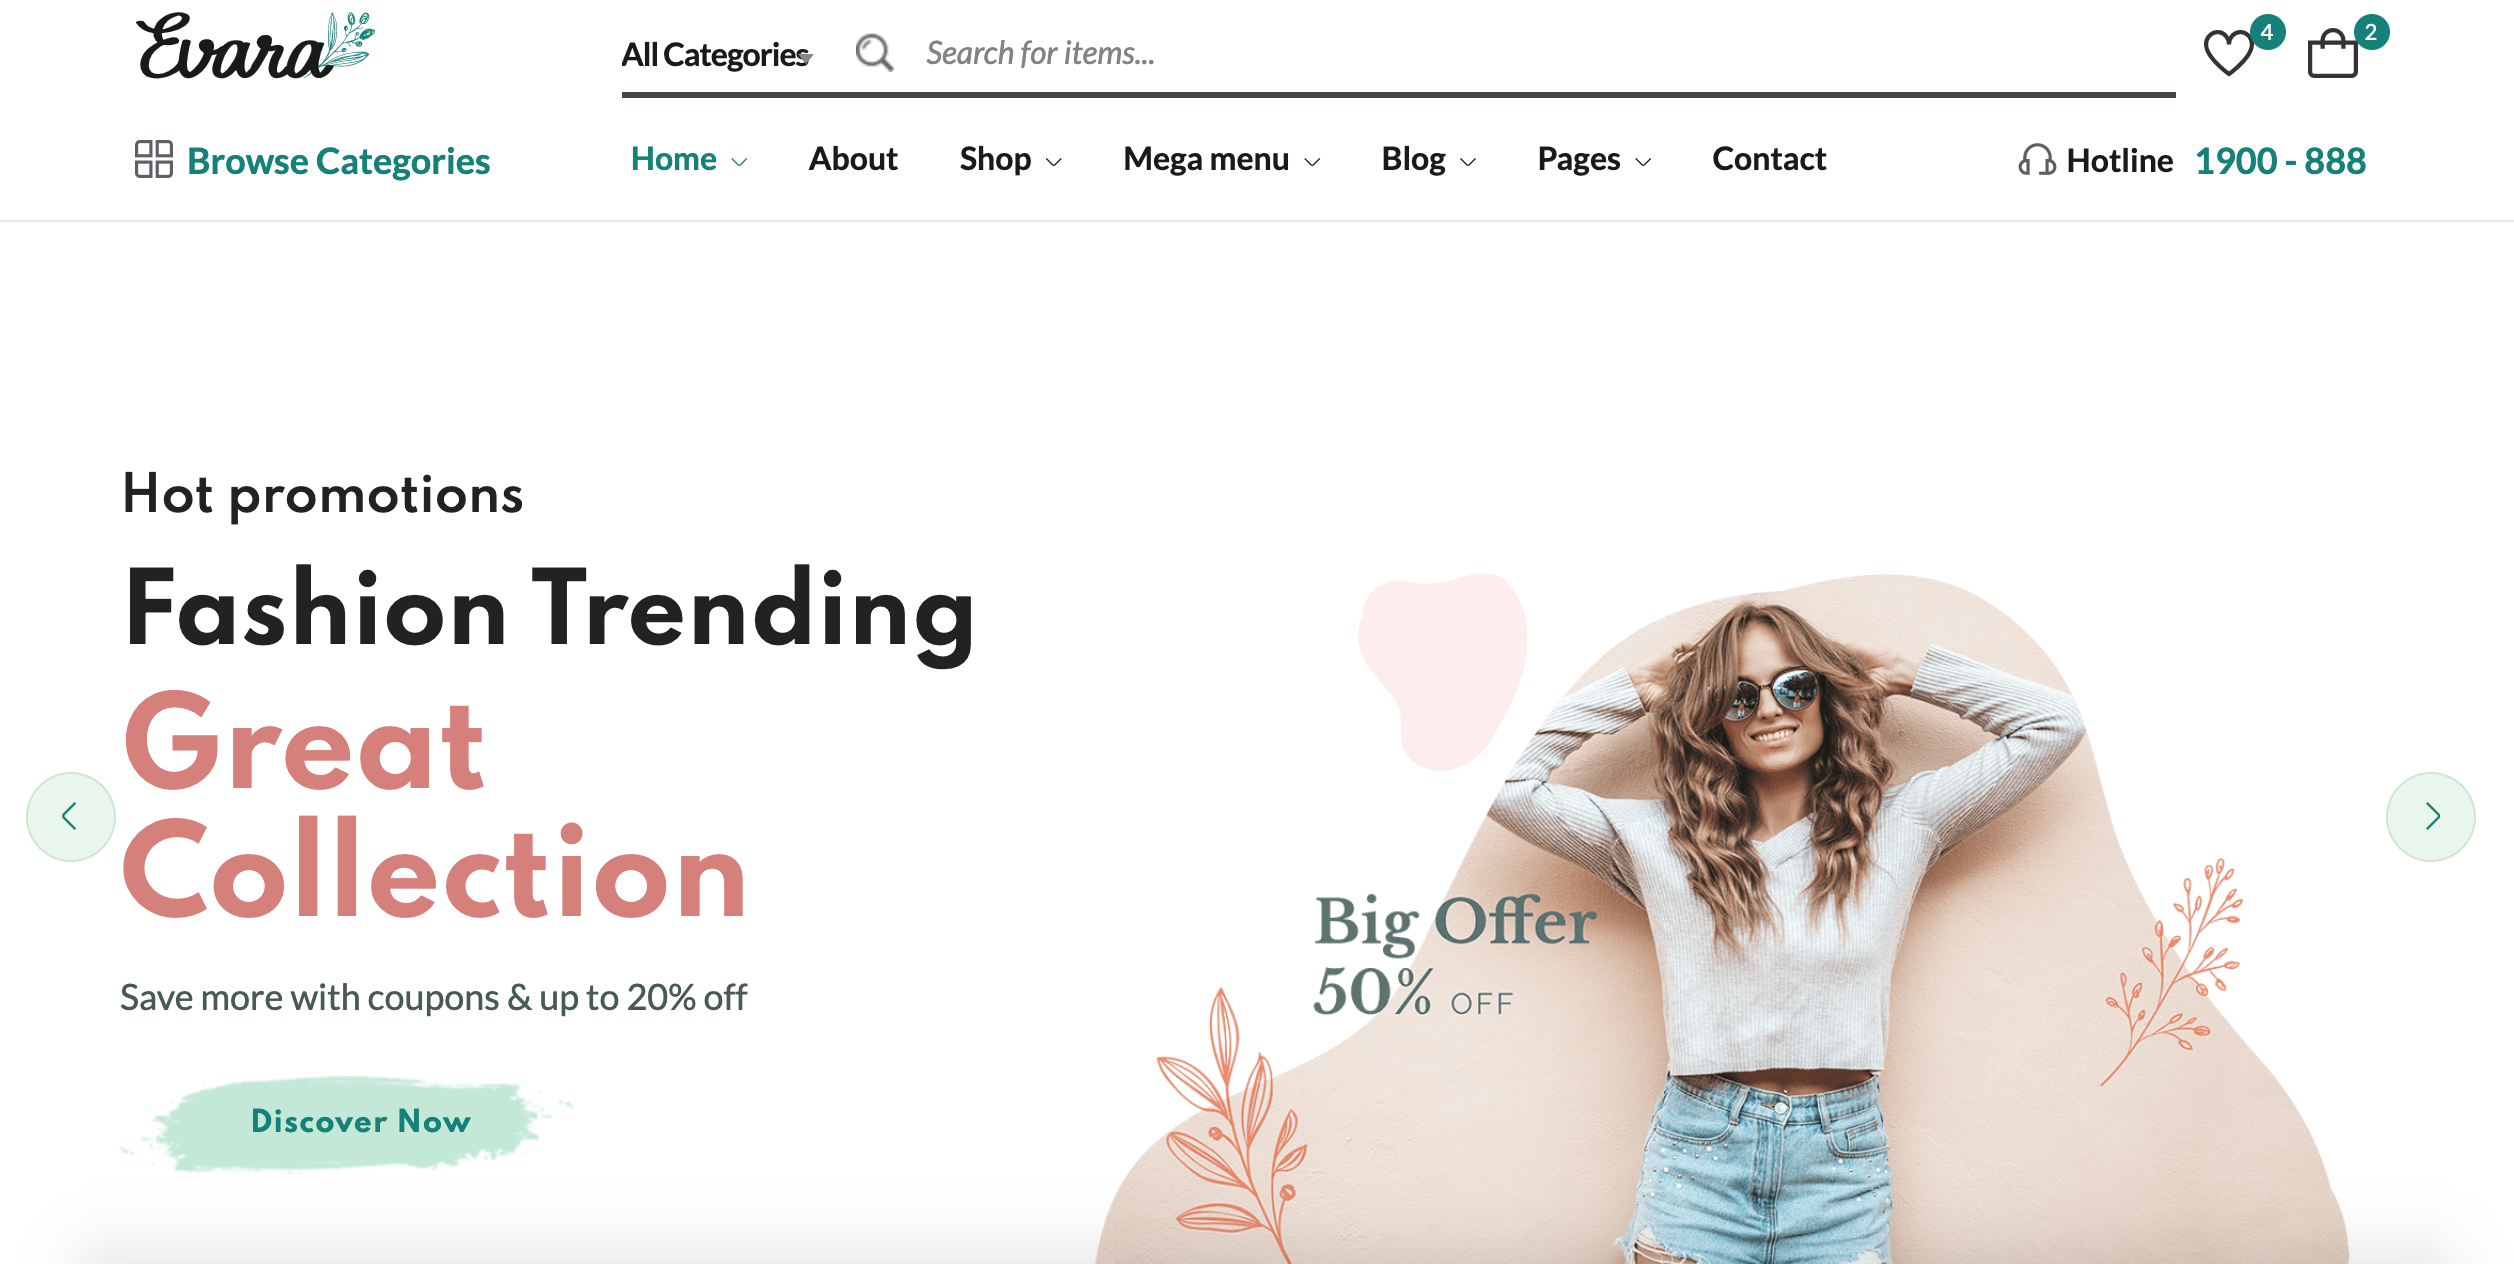 Evara
All Categories
Search for items...
4
2
Browse Categories
Home
About
Shop
Mega menu
Blog
Pages
Contact
Hotline 1900 - 888
Hot promotions
Fashion Trending
Great
Collection
Save more with coupons & up to 20% off
Discover Now
Big Offer
50% OFF